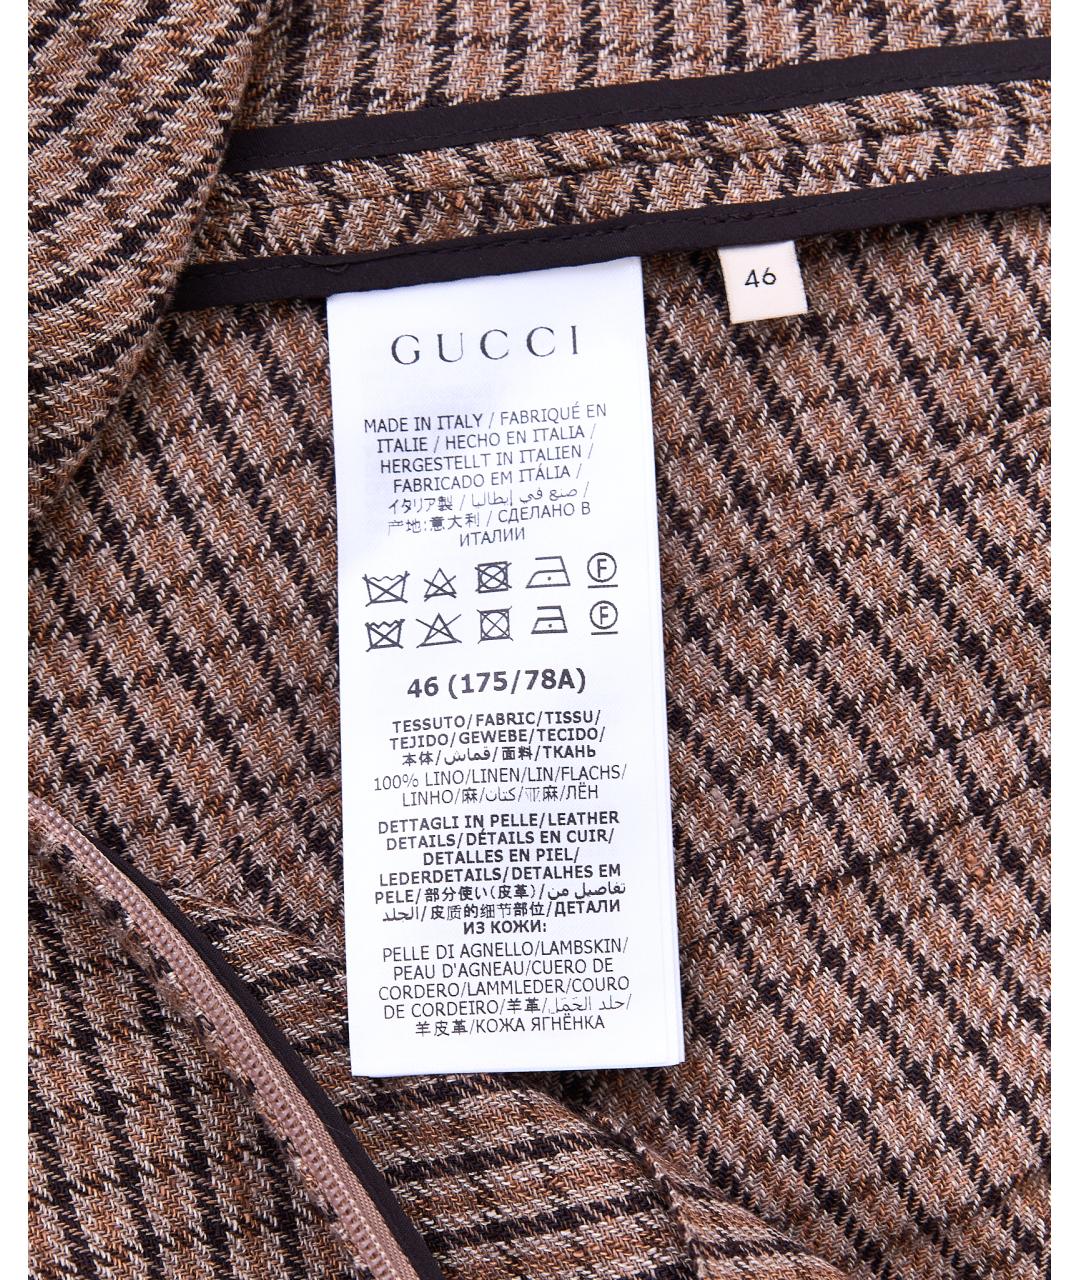 46
GUCCI
MADE IN ITALY / FABRIQUÉ EN
ITALIE / HECHO EN ITALIA /
HERGESTELLT IN ITALIEN /
FABRICADO EM ITÁLIA /
イタリア製 / صنع في إيطاليا /
产地:意大利 / СДЕЛАНО В
ИТАЛИИ
F
F
46 (175/78A)
TESSUTO/FABRIC/TISSU/
TEJIDO/GEWEBE/TECIDO/
本体/قماش/面料/ТКАНЬ
100% LINO/LINEN/LIN/FLACHS/
LINHO/麻/كتان/亚麻/ЛЁН
DETTAGLI IN PELLE/LEATHER
DETAILS/DÉTAILS EN CUIR/
DETALLES EN PIEL/
LEDERDETAILS/DETALHES EM
PELE/部分使い(皮革)/تفاصيل من
الجلد/皮质的细节部位/ДЕТАЛИ
ИЗ КОЖИ:
PELLE DI AGNELLO/LAMBSKIN/
PEAU D'AGNEAU/CUERO DE
CORDERO/LAMMLEDER/COURO
DE CORDEIRO/羊革/جلد الحَمَل/
羊皮革/КОЖА ЯГНЁНКА